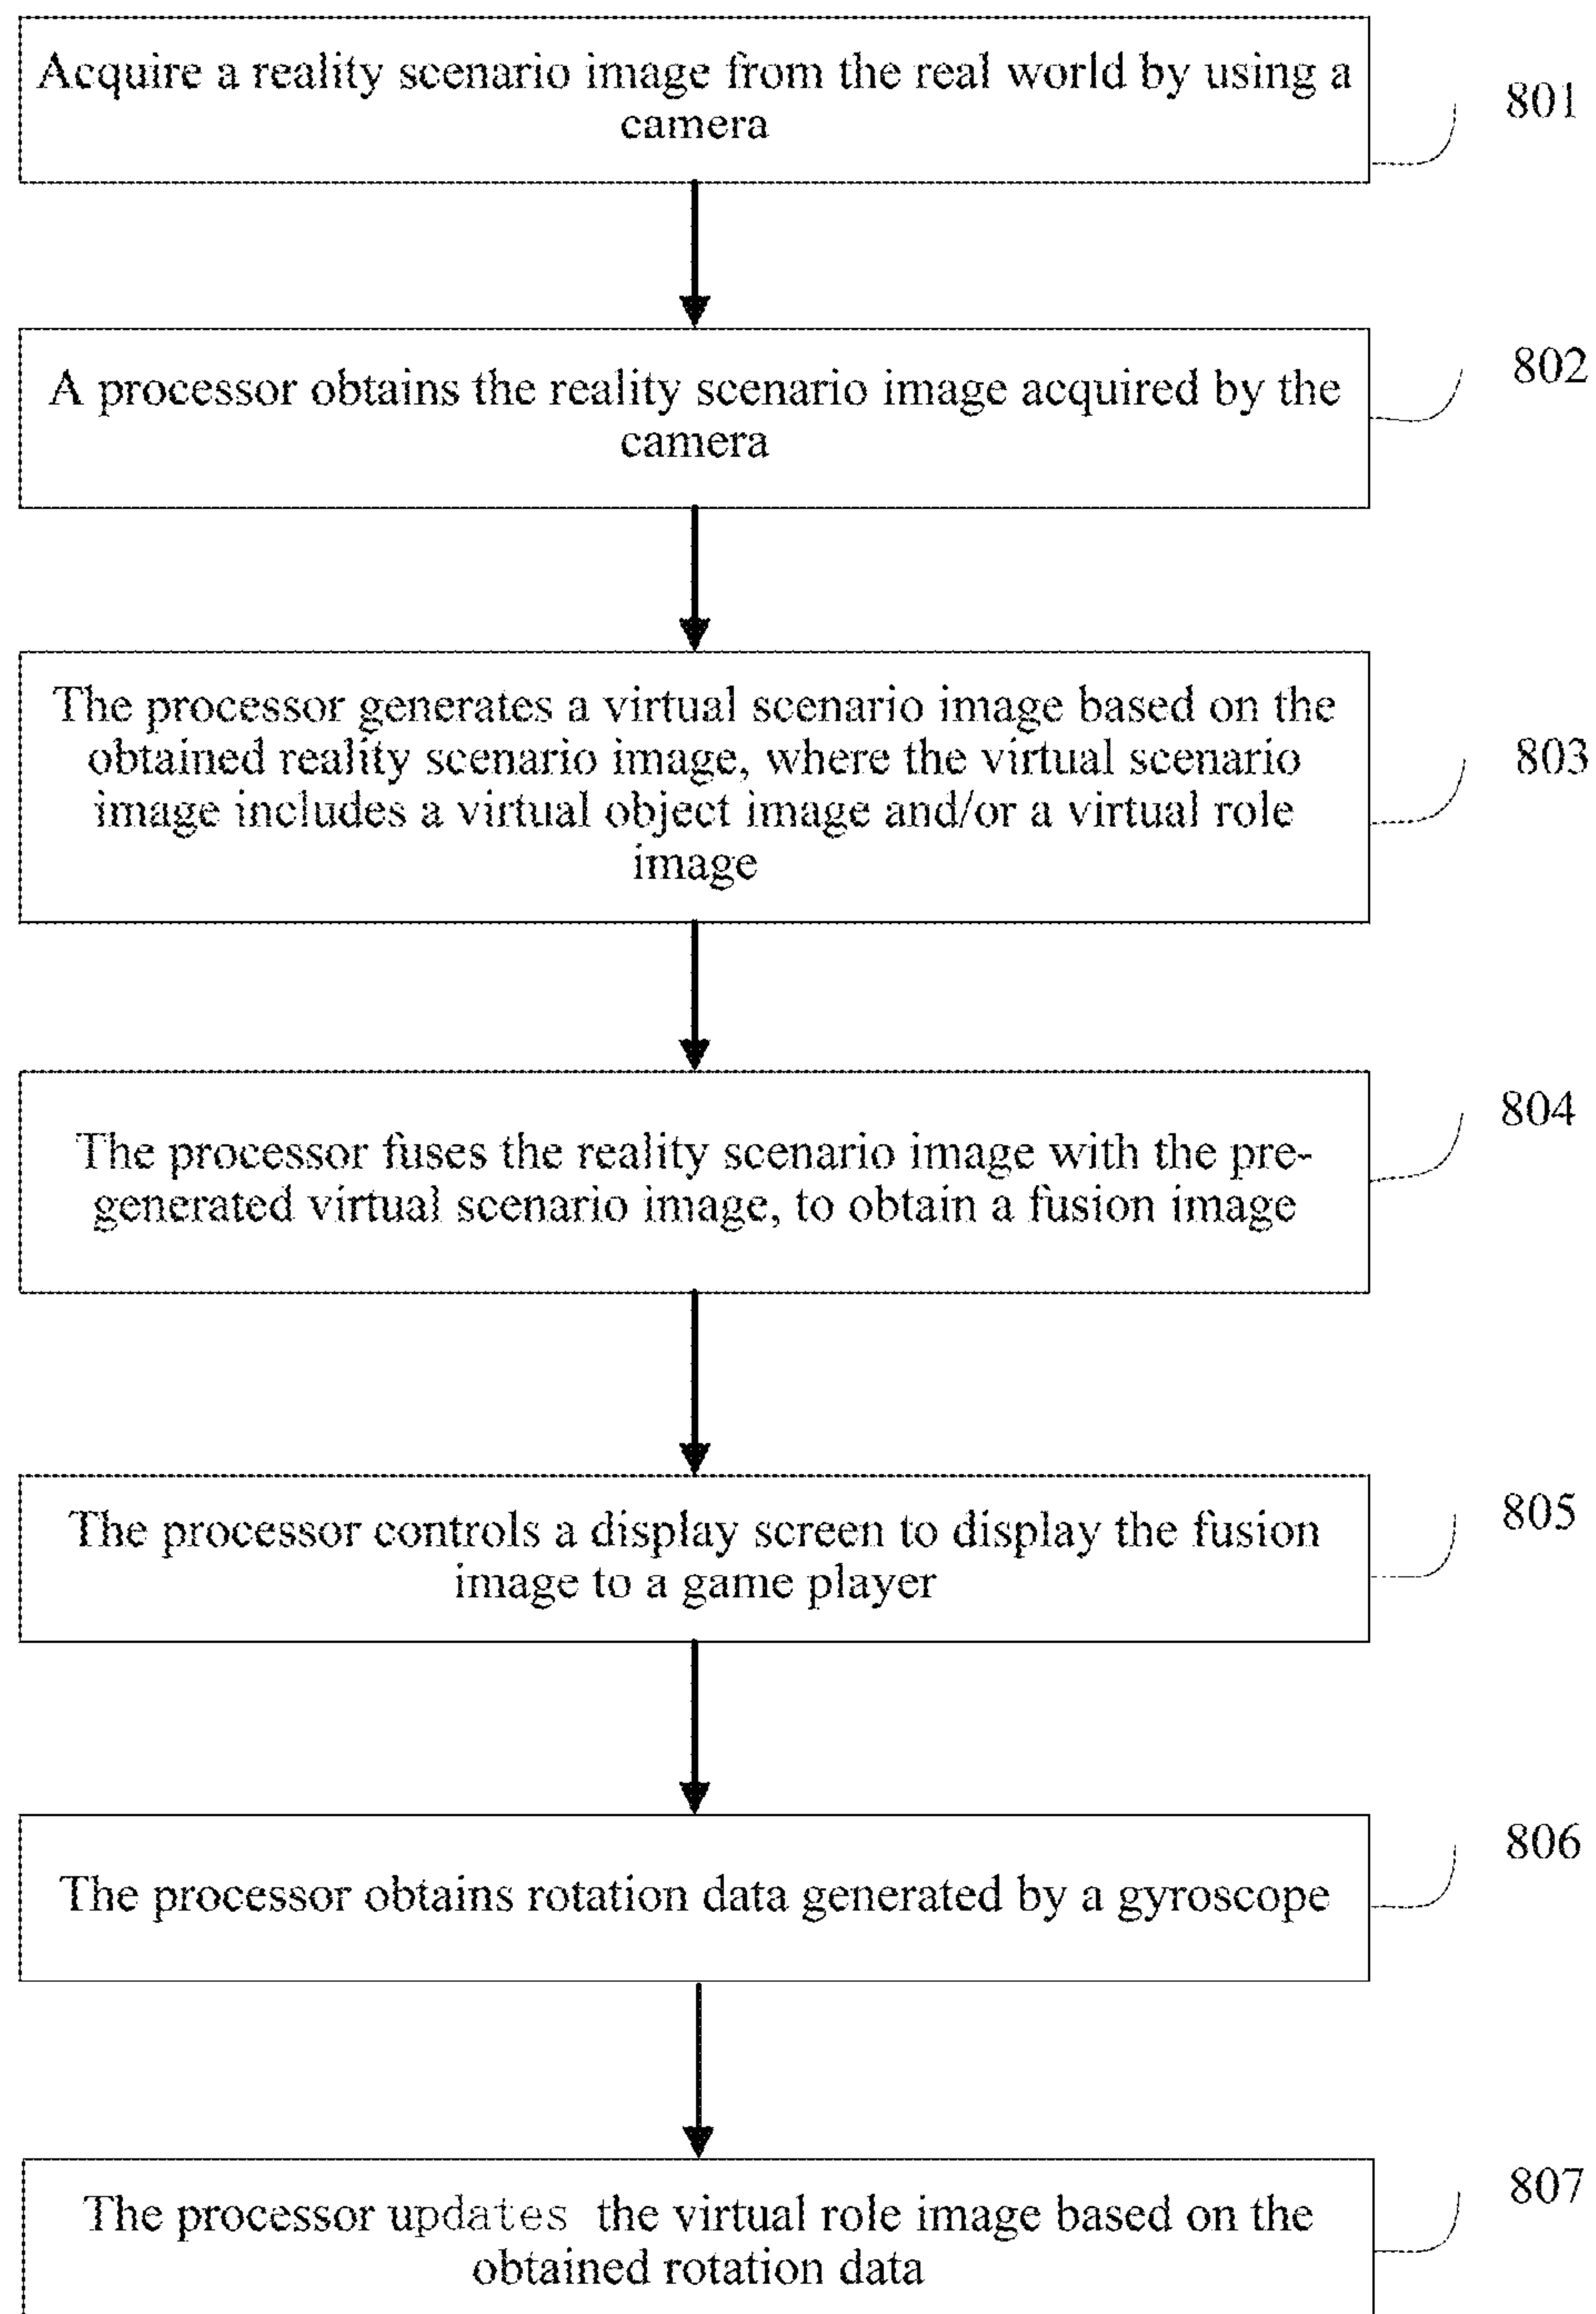 Acquire a reality scenario image from the real world by using a
camera
801
A processor obtains the reality scenario image acquired by the
camera
802
The processor generates a virtual scenario image based on the
obtained reality scenario image, where the virtual scenario
image includes a virtual object image and/or a virtual role
image
803
The processor fuses the reality scenario image with the pre-
generated virtual scenario image, to obtain a fusion image
804
The processor controls a display screen to display the fusion
image to a game player
805
The processor obtains rotation data generated by a gyroscope
806
The processor updates the virtual role image based on the
obtained rotation data
807